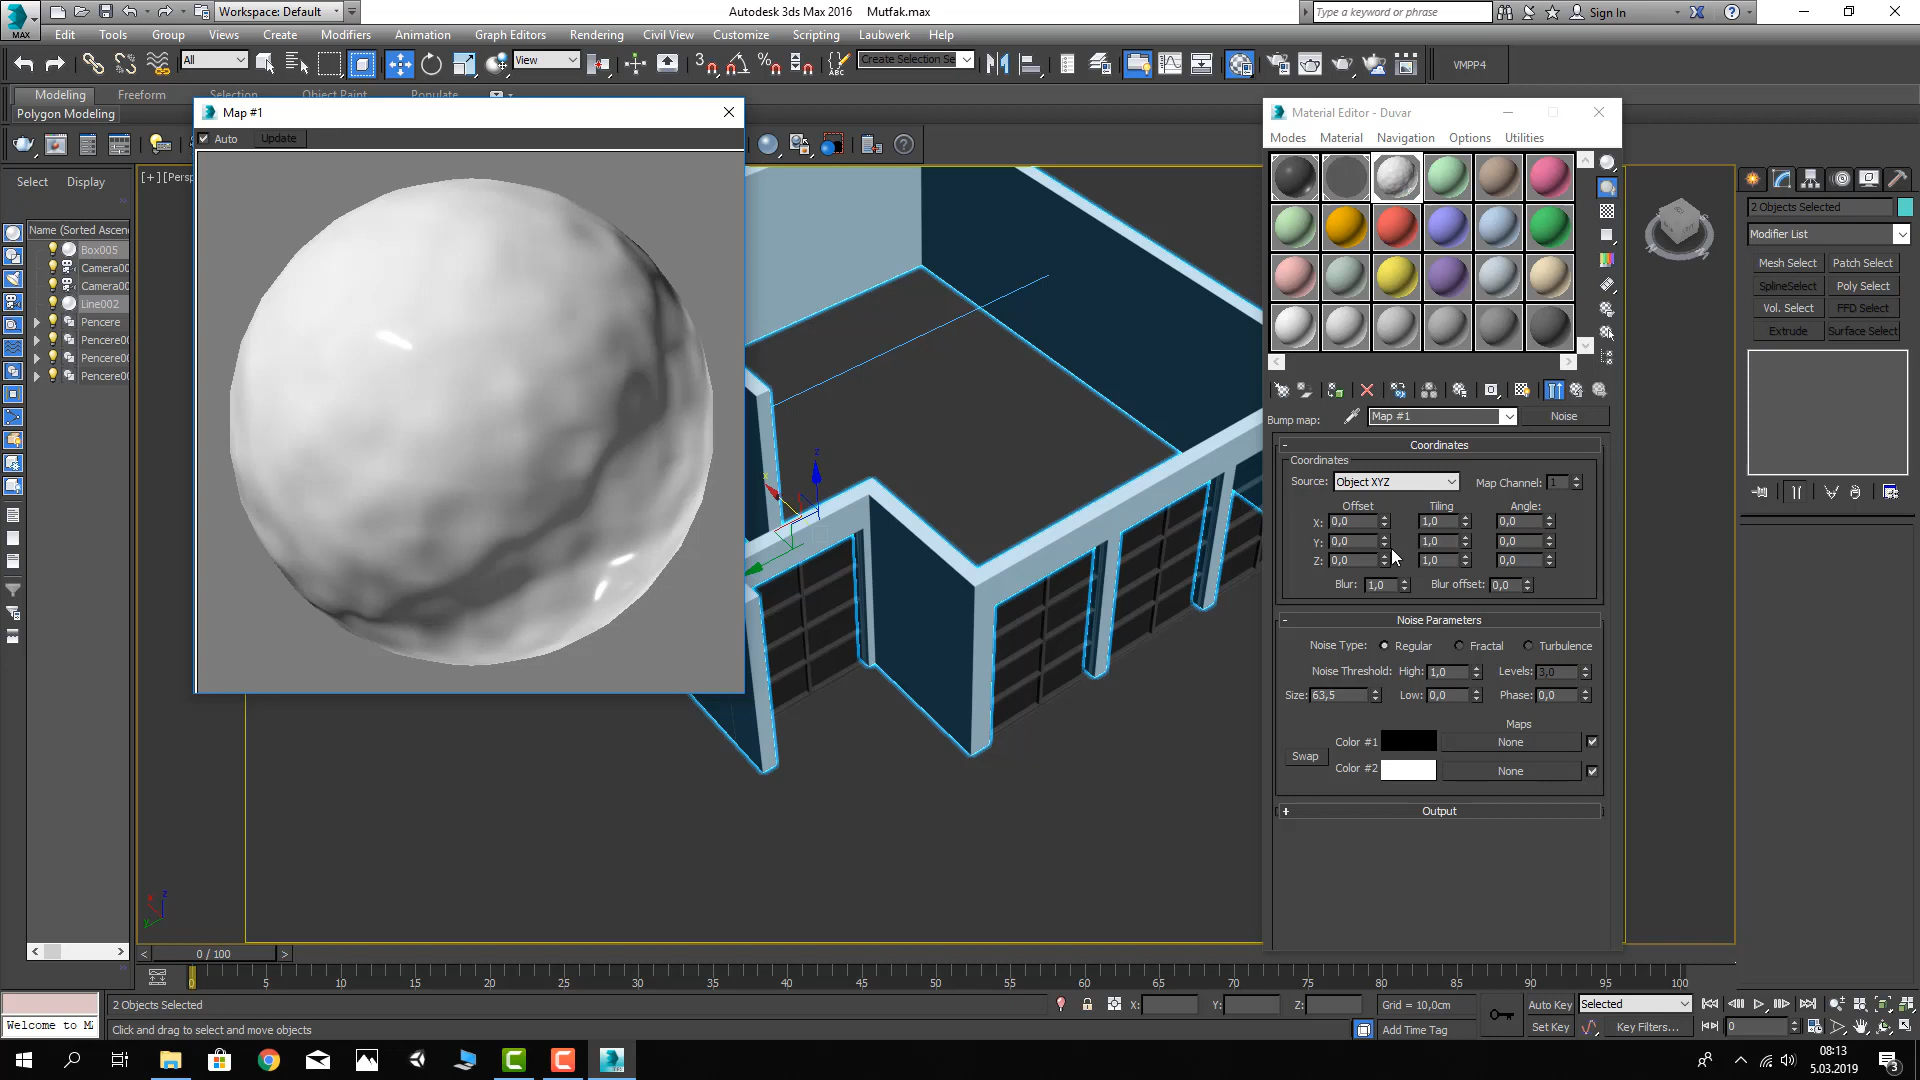 Workspace: Default
Autodesk 3ds Max 2016 Mutfak.max
Type a keyword or phrase
Sign In
MAX
Edit Tools Group Views Create Modifiers Animation Graph Editors Rendering Civil View Customize Scripting Laubwerk Help
All
View
Create Selection Se
VMPP4
Modeling Freeform Selection Object Paint Populate
Polygon Modeling
Map #1
Auto Update
Select Display
[+] [Persp
Name (Sorted Ascen
Box005
Camera00
Camera00
Line002
Pencere
Pencere00
Pencere00
Pencere00
Material Editor - Duvar
Modes Material Navigation Options Utilities
Bump map: Map #1 Noise
Coordinates
Coordinates
Source: Object XYZ Map Channel: 1
Offset Tiling Angle:
X: 0,0 1,0 0,0
Y: 0,0 1,0 0,0
Z: 0,0 1,0 0,0
Blur: 1,0 Blur offset: 0,0
Noise Parameters
Noise Type: Regular Fractal Turbulence
Noise Threshold: High: 1,0 Levels: 3,0
Size: 63,5 Low: 0,0 Phase: 0,0
Maps
Color #1 None
Swap
Color #2 None
Output
2 Objects Selected
Modifier List
Mesh Select Patch Select
SplineSelect Poly Select
Vol. Select FFD Select
Extrude Surface Select
0 / 100
0 5 10 15 20 25 30 35 40 45 50 55 60 65 70 75 80 85 90 95 100
2 Objects Selected
X: Y: Z: Grid = 10,0cm
Auto Key Selected
Welcome to M
Click and drag to select and move objects
Add Time Tag
Set Key Key Filters... 0
08:13
5.03.2019
3